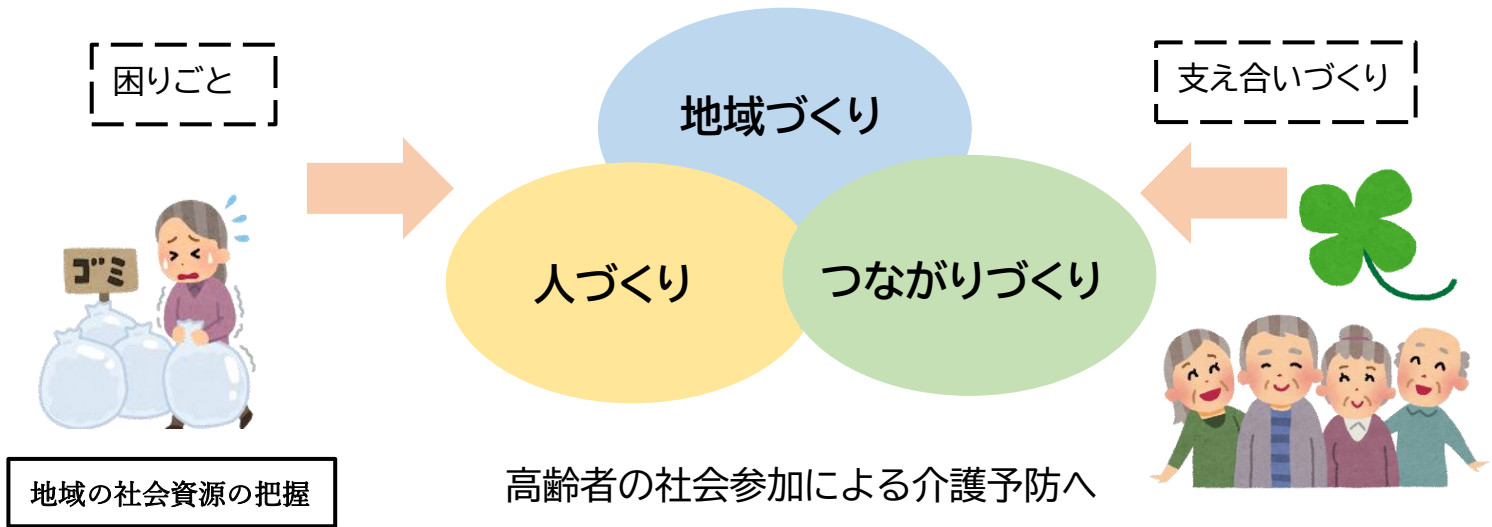 困りごと
支え合いづくり
地域づくり
ゴミ
人づくり
つながりづくり
地域の社会資源の把握
高齢者の社会参加による介護予防へ